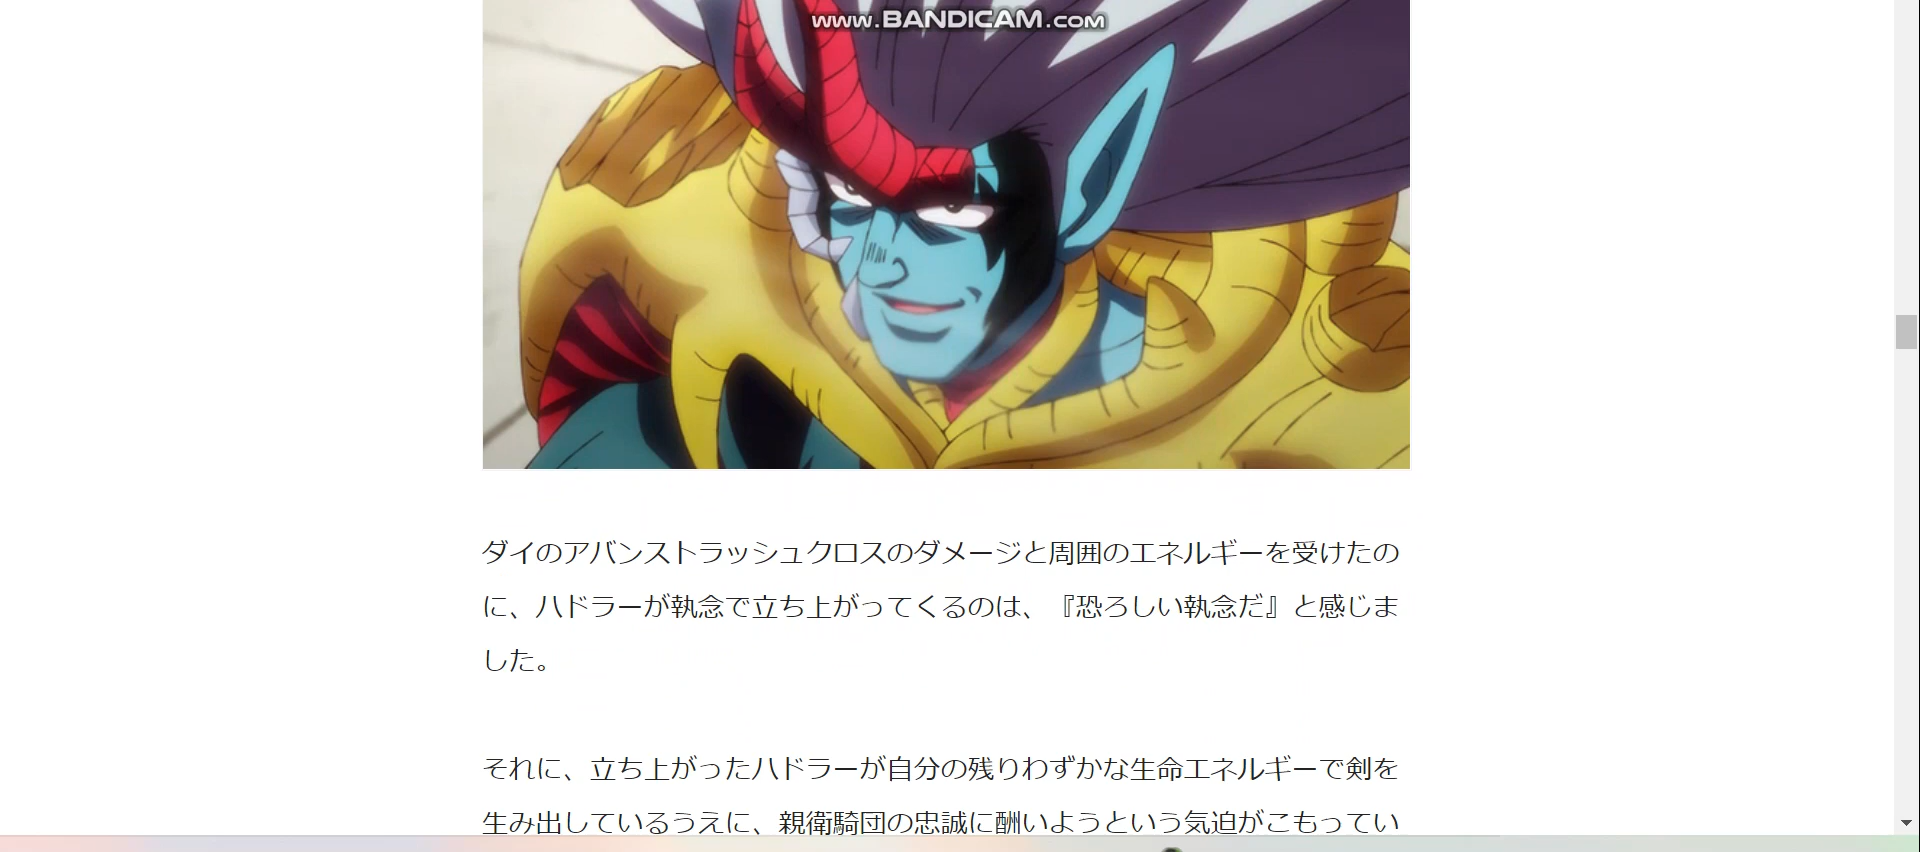 www.BANDICAM.com
ダイのアバンストラッシュクロスのダメージと周囲のエネルギーを受けたの
に、ハドラーが執念で立ち上がってくるのは、『恐ろしい執念だ』と感じま
した。
それに、立ち上がったハドラーが自分の残りわずかな生命エネルギーで剣を
生み出しているうえに、親衛騎団の忠誠に酬いようという気迫がこもってい